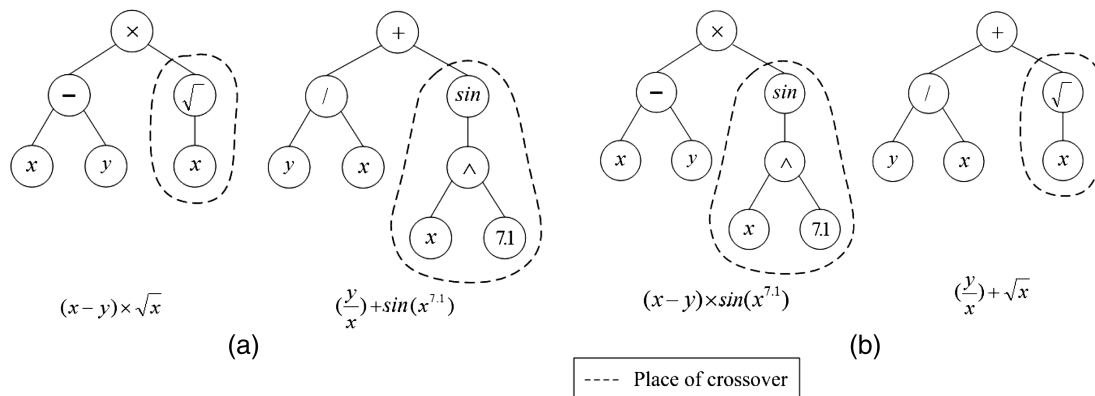 × + × +
− √ / sin − sin / √
x y x y x ∧ x y ∧ y x x
x 7.1 x 7.1
(x − y) × √x
(y/x) + sin(x^7.1)
(x − y) × sin(x^7.1)
(y/x) + √x
(a) (b)
Place of crossover